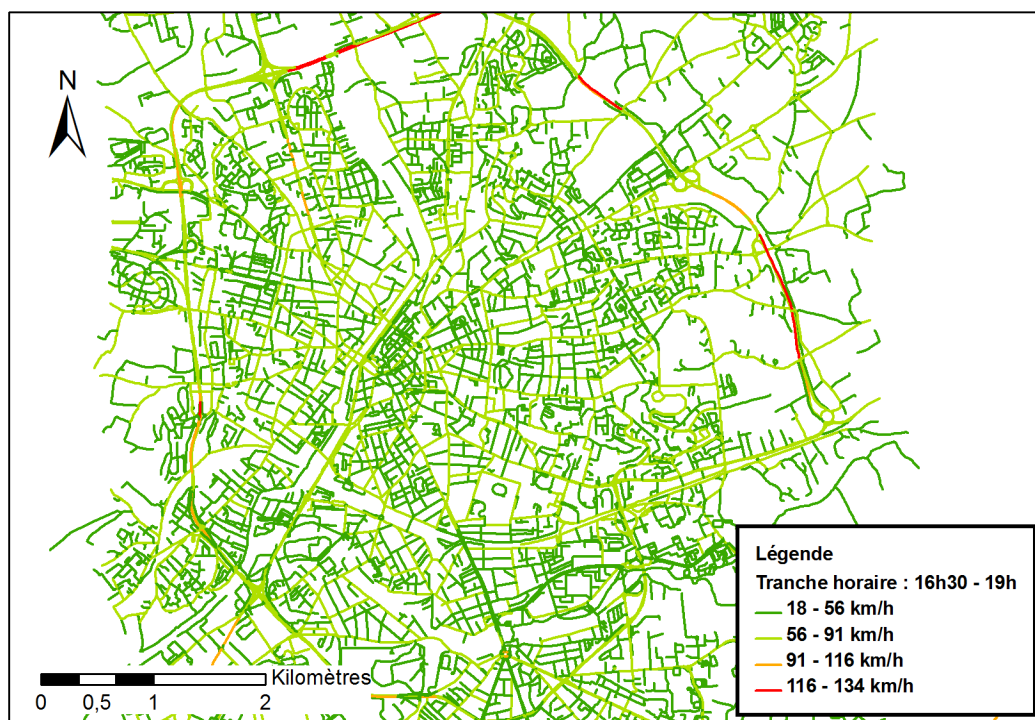 N
Légende
Tranche horaire : 16h30 - 19h
18 - 56 km/h
56 - 91 km/h
91 - 116 km/h
116 - 134 km/h
Kilomètres
0 0,5 1 2